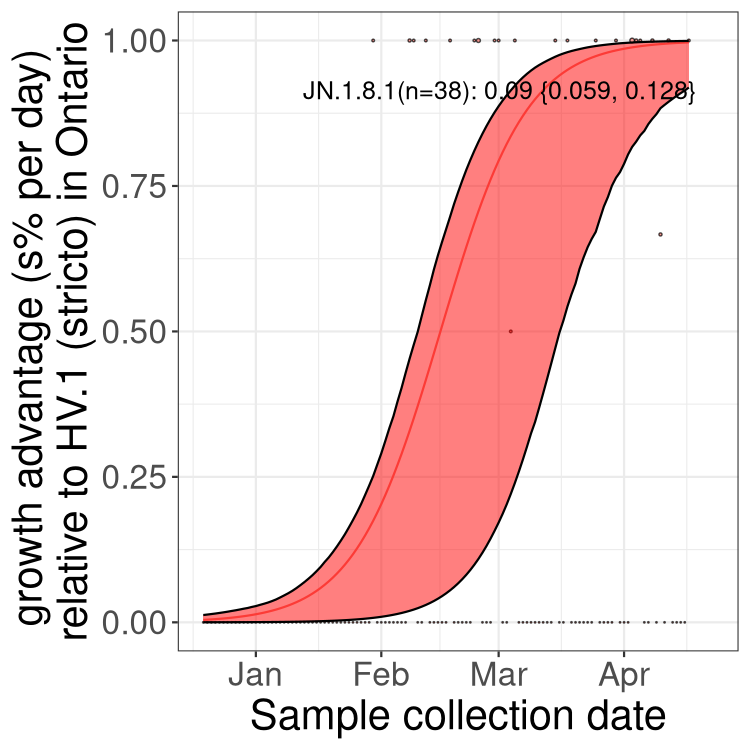 growth advantage (s% per day)
relative to HV.1 (stricto) in Ontario
1.00
JN.1.8.1(n=38): 0.09 {0.059, 0.128}
0.75
0.50
0.25
0.00
Jan Feb Mar Apr
Sample collection date